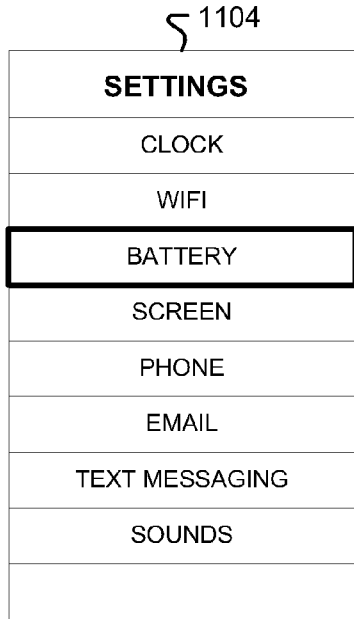 1104
SETTINGS
CLOCK
WIFI
BATTERY
SCREEN
PHONE
EMAIL
TEXT MESSAGING
SOUNDS